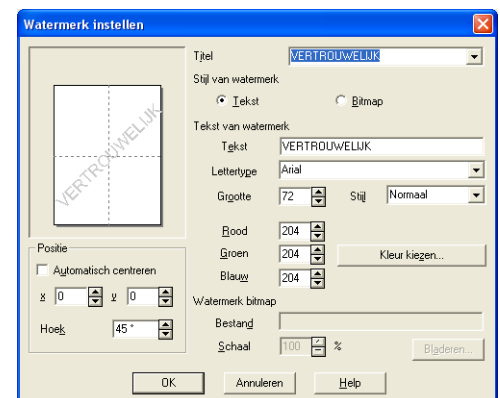 Watermerk instellen
VERTROUWELIJK
Titel VERTROUWELIJK
Stijl van watermerk
Tekst Bitmap
Tekst van watermerk
Tekst VERTROUWELIJK
Lettertype Arial
Grootte 72 Stijl Normaal
Rood 204
Groen 204 Kleur kiezen...
Blauw 204
Positie
Automatisch centreren
x 0 y 0
Hoek 45 °
Watermerk bitmap
Bestand
Schaal 100 % Bladeren...
OK Annuleren Help